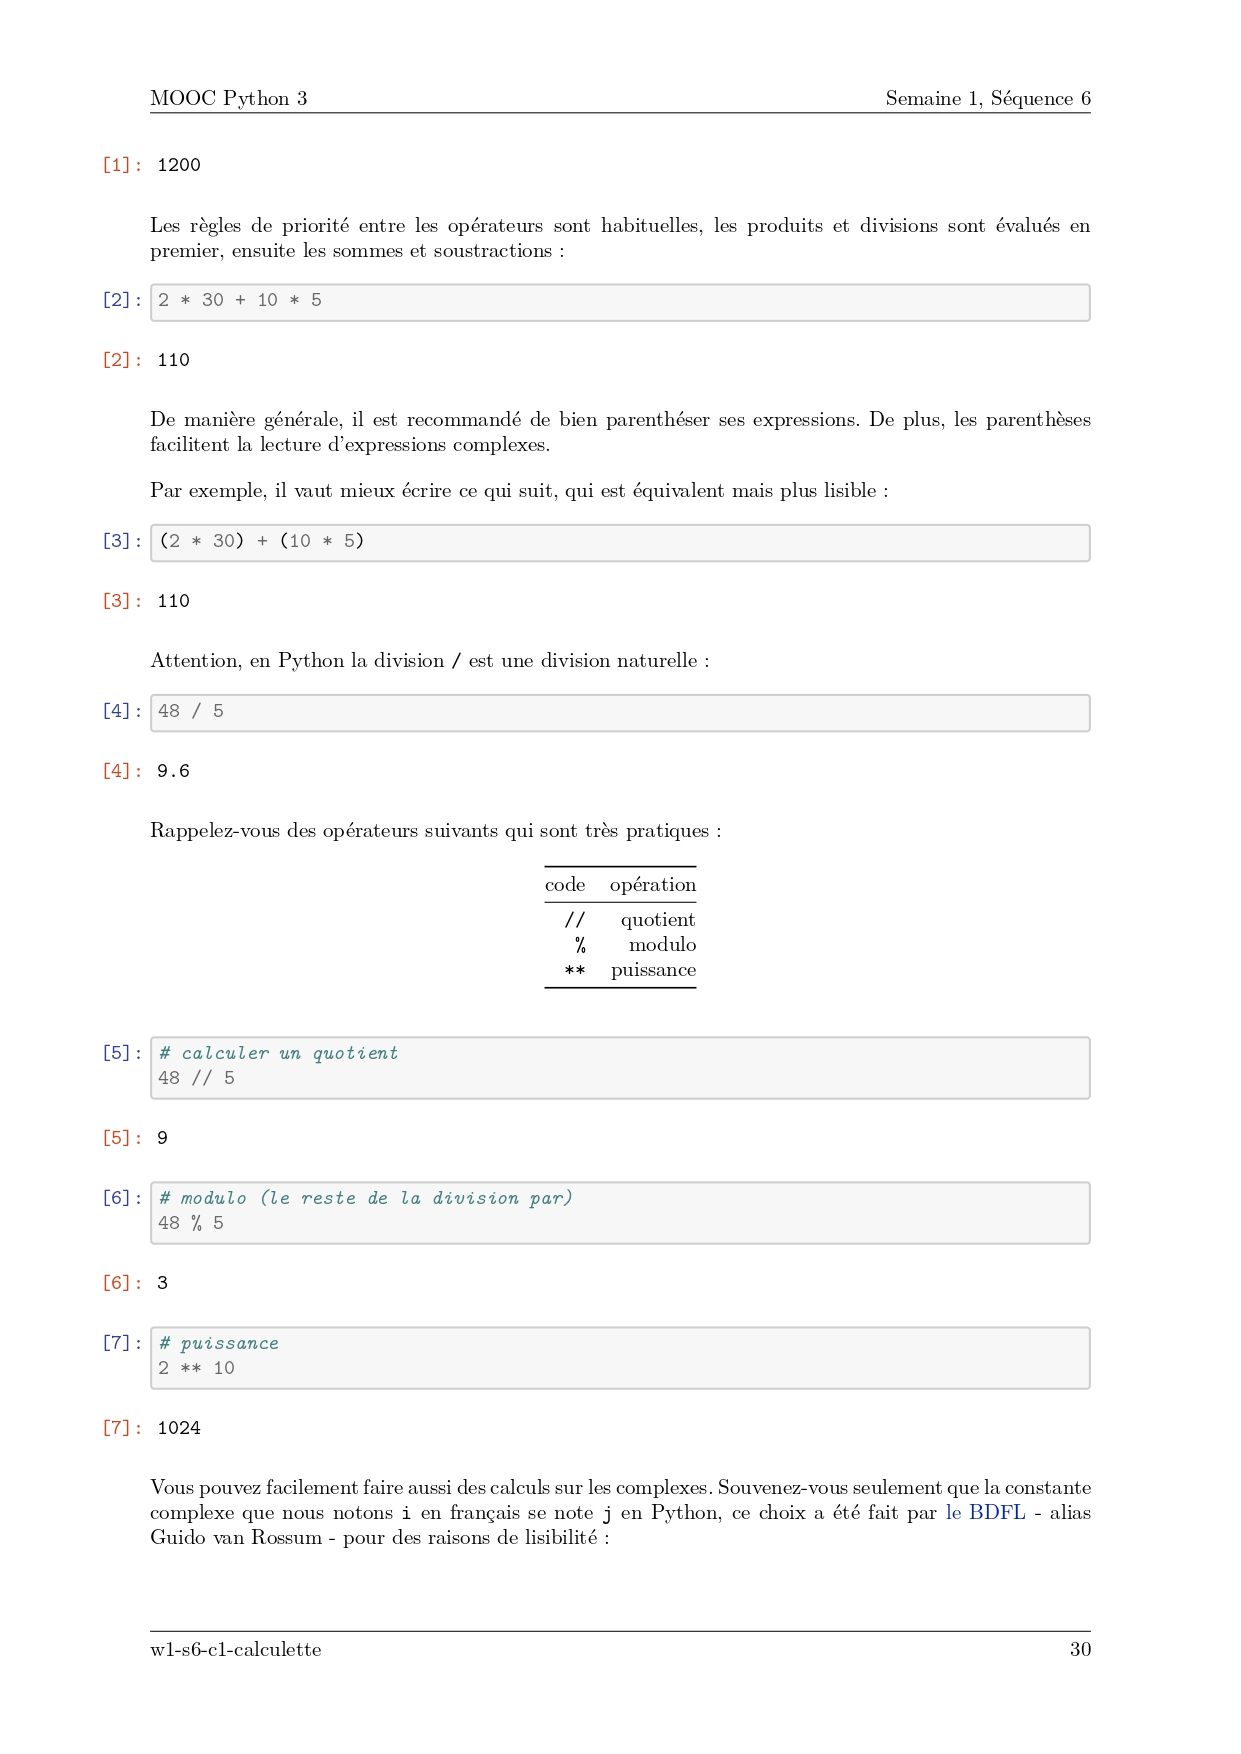 MOOC Python 3 Semaine 1, Séquence 6
[1]: 1200
Les règles de priorité entre les opérateurs sont habituelles, les produits et divisions sont évalués en
premier, ensuite les sommes et soustractions :
[2]: 2 * 30 + 10 * 5
[2]: 110
De manière générale, il est recommandé de bien parenthéser ses expressions. De plus, les parenthèses
facilitent la lecture d'expressions complexes.
Par exemple, il vaut mieux écrire ce qui suit, qui est équivalent mais plus lisible :
[3]: (2 * 30) + (10 * 5)
[3]: 110
Attention, en Python la division / est une division naturelle :
[4]: 48 / 5
[4]: 9.6
Rappelez-vous des opérateurs suivants qui sont très pratiques :
code opération
// quotient
% modulo
** puissance
[5]: # calculer un quotient
48 // 5
[5]: 9
[6]: # modulo (le reste de la division par)
48 % 5
[6]: 3
[7]: # puissance
2 ** 10
[7]: 1024
Vous pouvez facilement faire aussi des calculs sur les complexes. Souvenez-vous seulement que la constante
complexe que nous notons i en français se note j en Python, ce choix a été fait par le BDFL - alias
Guido van Rossum - pour des raisons de lisibilité :
w1-s6-c1-calculette 30